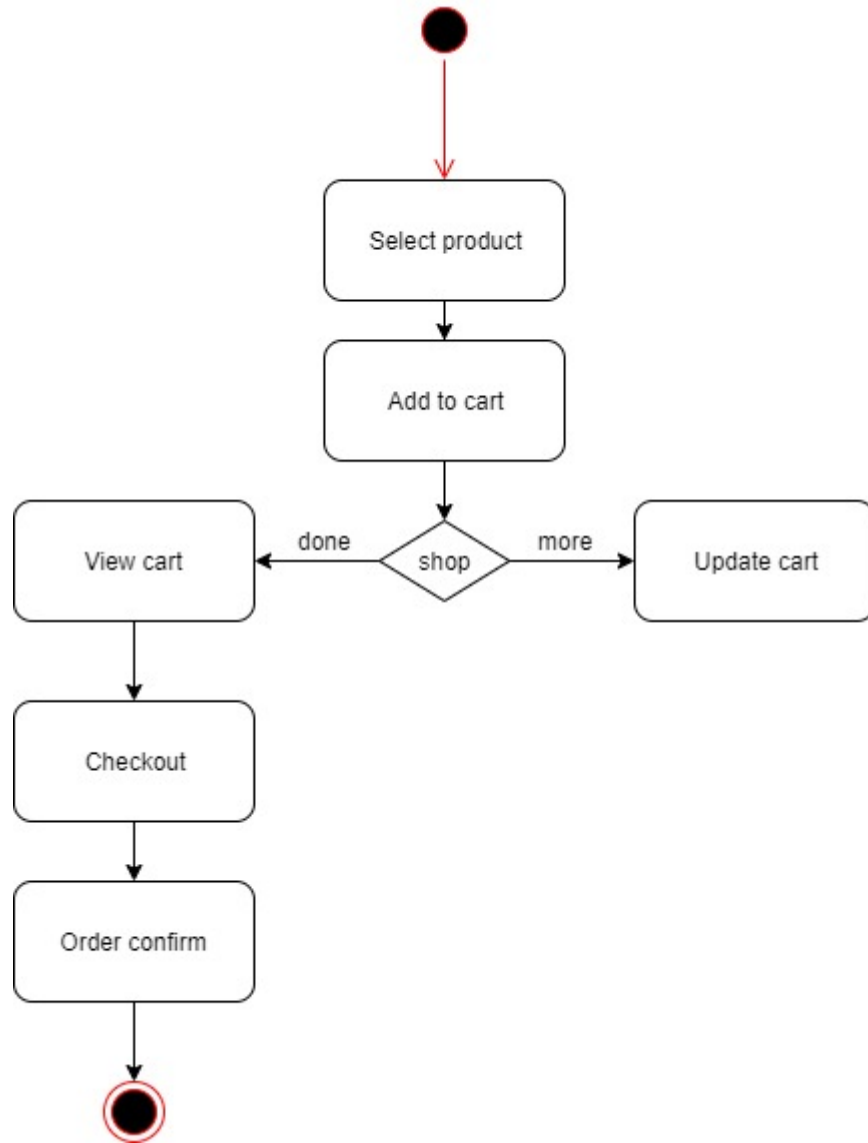 Select product
Add to cart
done
shop
more
View cart
Update cart
Checkout
Order confirm